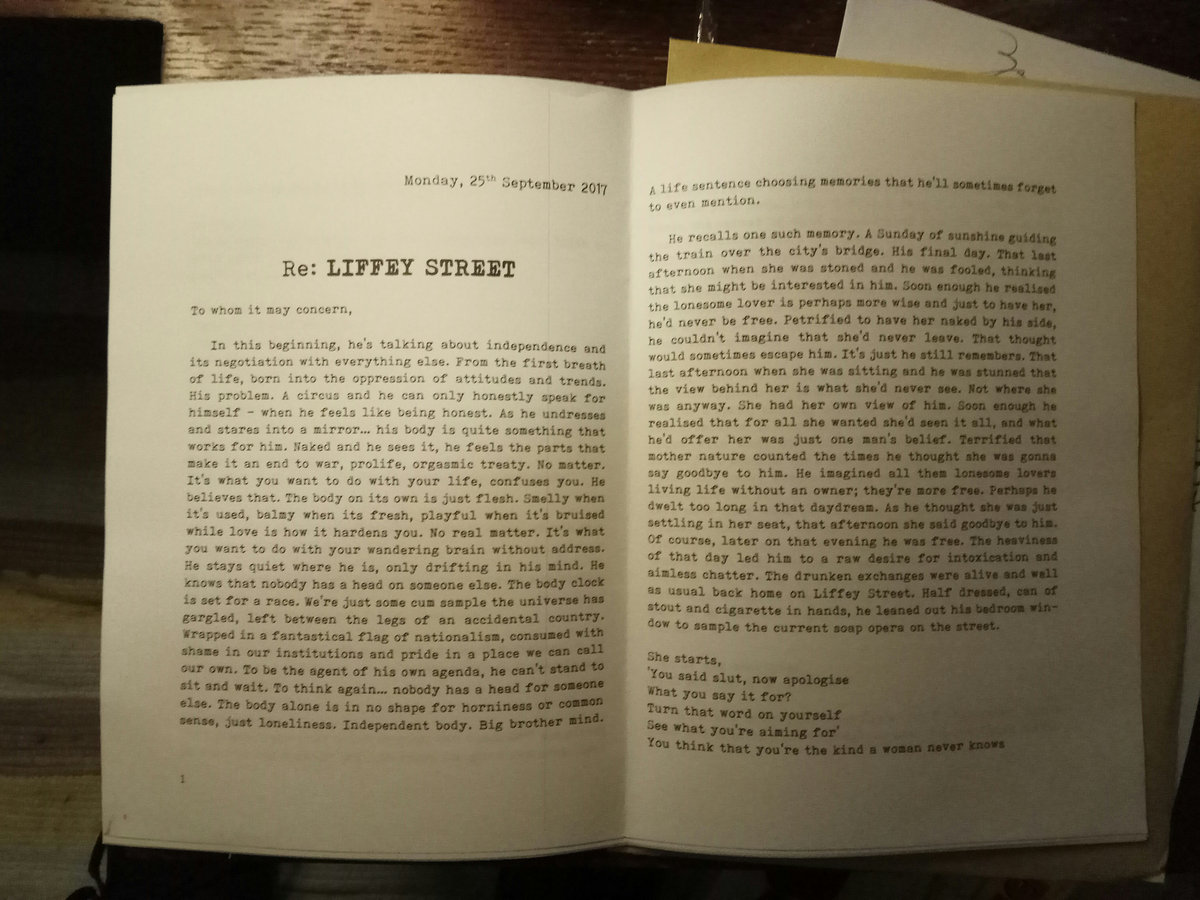 Monday, 25th September 2017
Re: LIFFEY STREET
To whom it may concern,
In this beginning, he's talking about independence and
its negotiation with everything else. From the first breath
of life, born into the oppression of attitudes and trends.
His problem. A circus and he can only honestly speak for
himself – when he feels like being honest. As he undresses
and stares into a mirror... his body is quite something that
works for him. Naked and he sees it, he feels the parts that
make it an end to war, prolife, orgasmic treaty. No matter.
It's what you want to do with your life, confuses you. He
believes that. The body on its own is just flesh. Smelly when
it's used, balmy when its fresh, playful when it's bruised
while love is how it hardens you. No real matter. It's what
you want to do with your wandering brain without address.
He stays quiet where he is, only drifting in his mind. He
knows that nobody has a head on someone else. The body clock
is set for a race. We're just some cum sample the universe has
gargled, left between the legs of an accidental country.
Wrapped in a fantastical flag of nationalism, consumed with
shame in our institutions and pride in a place we can call
our own. To be the agent of his own agenda, he can't stand to
sit and wait. To think again... nobody has a head for someone
else. The body alone is in no shape for horniness or common
sense, just loneliness. Independent body. Big brother mind.
1
A life sentence choosing memories that he'll sometimes forget
to even mention.
He recalls one such memory. A Sunday of sunshine guiding
the train over the city's bridge. His final day. That last
afternoon when she was stoned and he was fooled, thinking
that she might be interested in him. Soon enough he realised
the lonesome lover is perhaps more wise and just to have her,
he'd never be free. Petrified to have her naked by his side,
he couldn't imagine that she'd never leave. That thought
would sometimes escape him. It's just he still remembers. That
last afternoon when she was sitting and he was stunned that
the view behind her is what she'd never see. Not where she
was anyway. She had her own view of him. Soon enough he
realised that for all she wanted she'd seen it all, and what
he'd offer her was just one man's belief. Terrified that
mother nature counted the times he thought she was gonna
say goodbye to him. He imagined all them lonesome lovers
living life without an owner; they're more free. Perhaps he
dwelt too long in that daydream. As he thought she was just
settling in her seat, that afternoon she said goodbye to him.
Of course, later on that evening he was free. The heaviness
of that day led him to a raw desire for intoxication and
aimless chatter. The drunken exchanges were alive and well
as usual back home on Liffey Street. Half dressed, can of
stout and cigarette in hands, he leaned out his bedroom win-
dow to sample the current soap opera on the street.
She starts,
'You said slut, now apologise
What you say it for?
Turn that word on yourself
See what you're aiming for'
You think that you're the kind a woman never knows